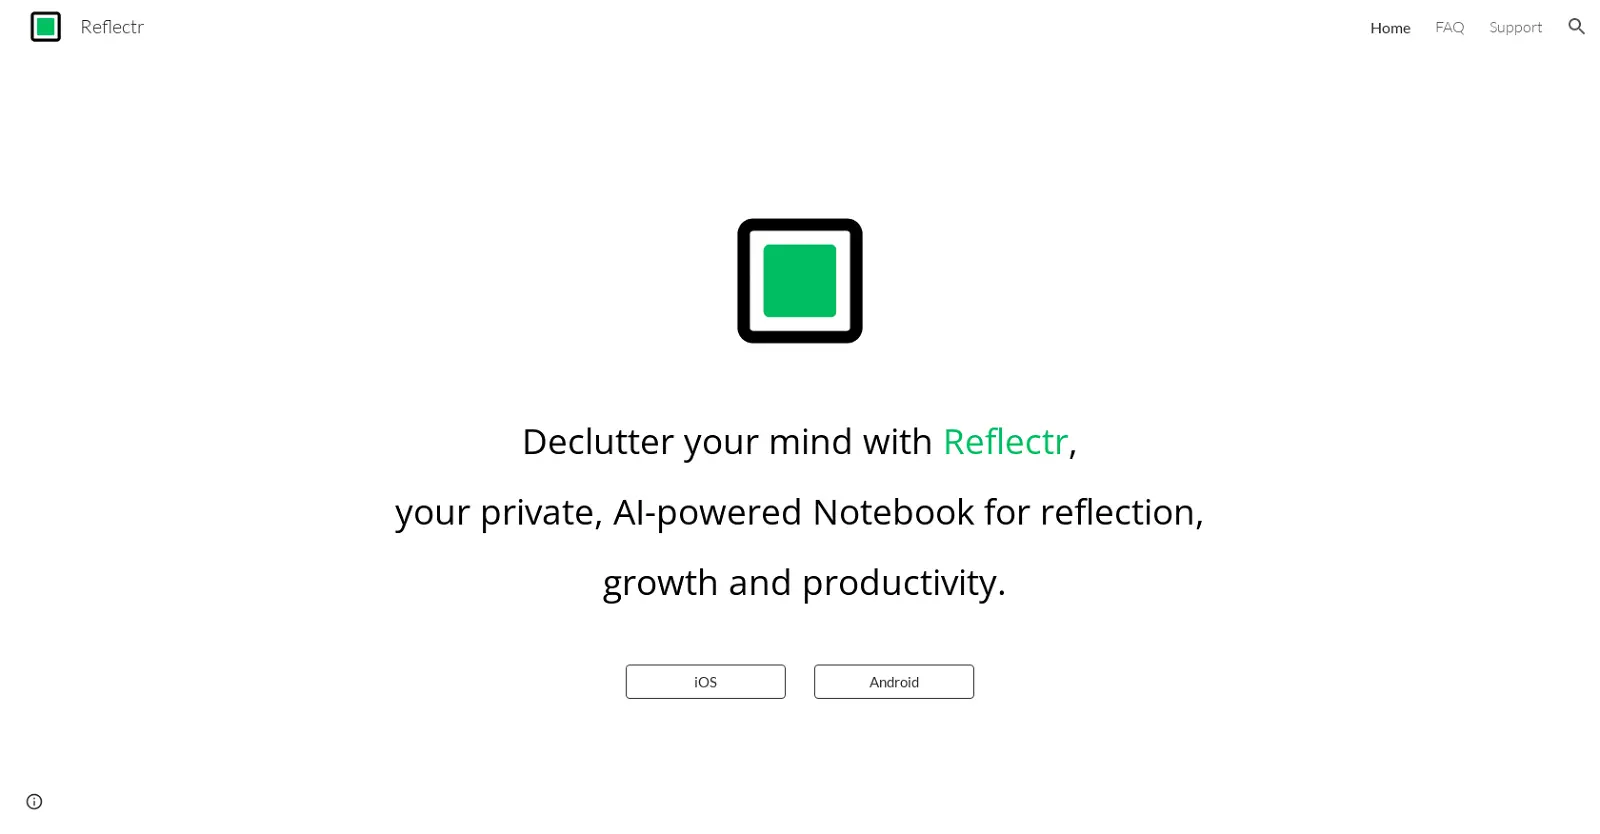 Reflectr
Home
FAQ
Support
Declutter your mind with Reflectr,
your private, AI-powered Notebook for reflection,
growth and productivity.
iOS
Android